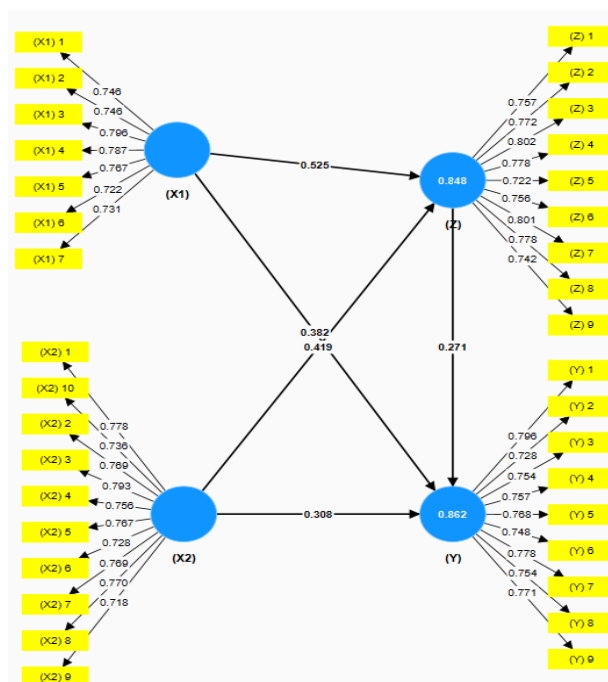 (X1) 1
(X1) 2
(X1) 3
(X1) 4
(X1) 5
(X1) 6
(X1) 7
0.746
0.746
0.796
0.787
0.767
0.722
0.731
(X1)
0.525
(Z) 1
(Z) 2
(Z) 3
(Z) 4
(Z) 5
(Z) 6
(Z) 7
(Z) 8
(Z) 9
0.757
0.772
0.802
0.778
0.722
0.756
0.801
0.778
0.742
0.848
(Z)
0.382
0.419
0.271
(X2) 1
(X2) 10
(X2) 2
(X2) 3
(X2) 4
(X2) 5
(X2) 6
(X2) 7
(X2) 8
(X2) 9
0.778
0.736
0.769
0.793
0.756
0.767
0.728
0.769
0.770
0.718
(X2)
0.308
(Y) 1
(Y) 2
(Y) 3
(Y) 4
(Y) 5
(Y) 6
(Y) 7
(Y) 8
(Y) 9
0.796
0.728
0.754
0.757
0.768
0.748
0.778
0.754
0.771
0.862
(Y)